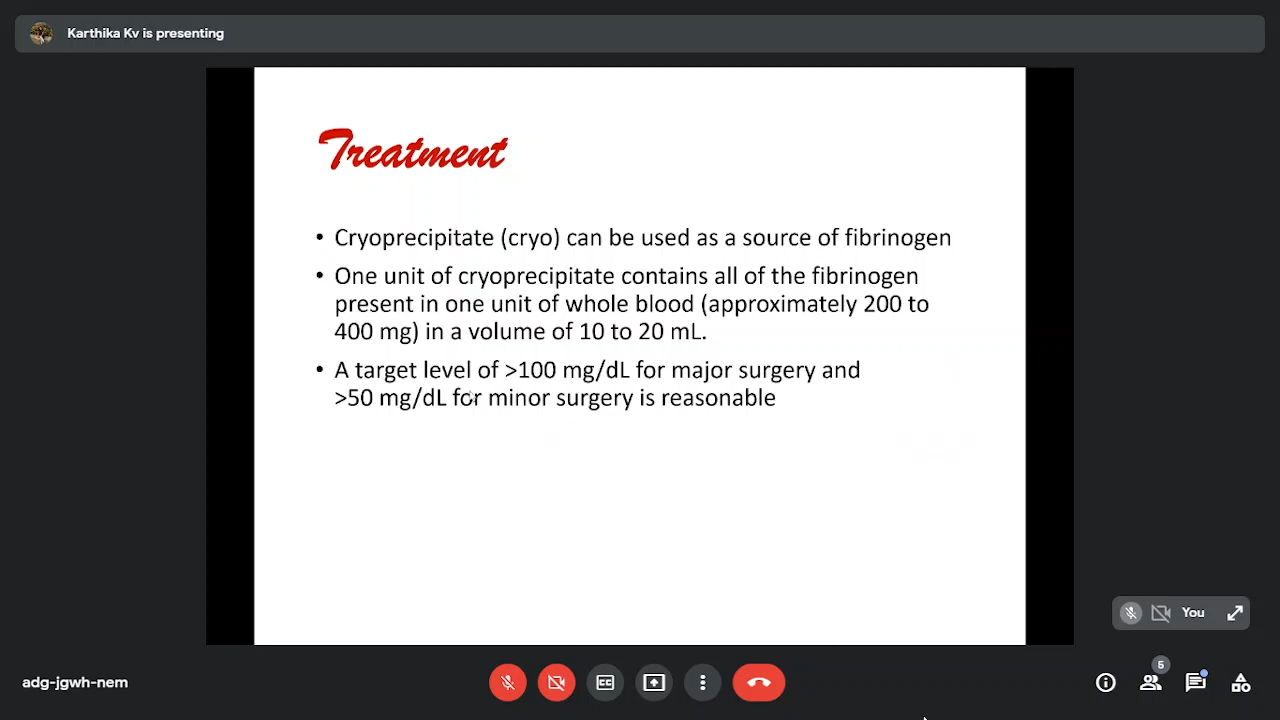 Karthika Kv is presenting
Treatment
• Cryoprecipitate (cryo) can be used as a source of fibrinogen
• One unit of cryoprecipitate contains all of the fibrinogen
present in one unit of whole blood (approximately 200 to
400 mg) in a volume of 10 to 20 mL.
• A target level of >100 mg/dL for major surgery and
>50 mg/dL for minor surgery is reasonable
You
adg-jgwh-nem
CC
5